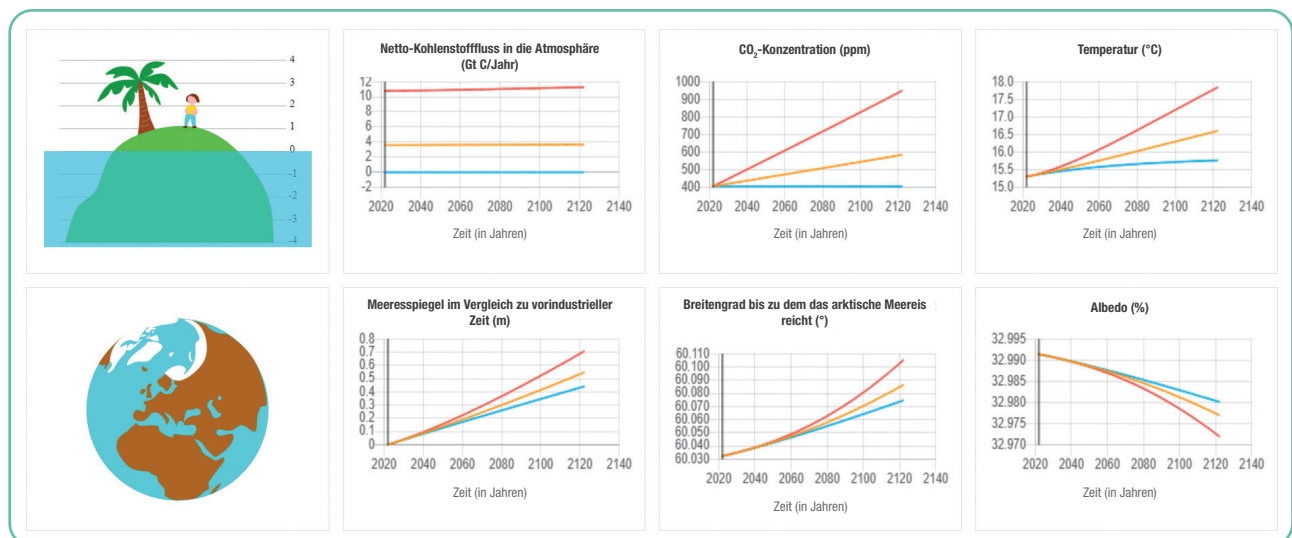 4
3
2
1
0
-1
-2
-3
-4
Netto-Kohlenstofffluss in die Atmosphäre
(Gt C/Jahr)
12
10
8
6
4
2
0
-2
2020 2040 2060 2080 2100 2120 2140
Zeit (in Jahren)
CO₂-Konzentration (ppm)
1000
900
800
700
600
500
400
2020 2040 2060 2080 2100 2120 2140
Zeit (in Jahren)
Temperatur (°C)
18.0
17.5
17.0
16.5
16.0
15.5
15.0
2020 2040 2060 2080 2100 2120 2140
Zeit (in Jahren)
Meeresspiegel im Vergleich zu vorindustrieller
Zeit (m)
0.8
0.7
0.6
0.5
0.4
0.3
0.2
0.1
0
2020 2040 2060 2080 2100 2120 2140
Zeit (in Jahren)
Breitengrad bis zu dem das arktische Meereis
reicht (°)
60.110
60.100
60.090
60.080
60.070
60.060
60.050
60.040
60.030
2020 2040 2060 2080 2100 2120 2140
Zeit (in Jahren)
Albedo (%)
32.995
32.990
32.985
32.980
32.975
32.970
2020 2040 2060 2080 2100 2120 2140
Zeit (in Jahren)